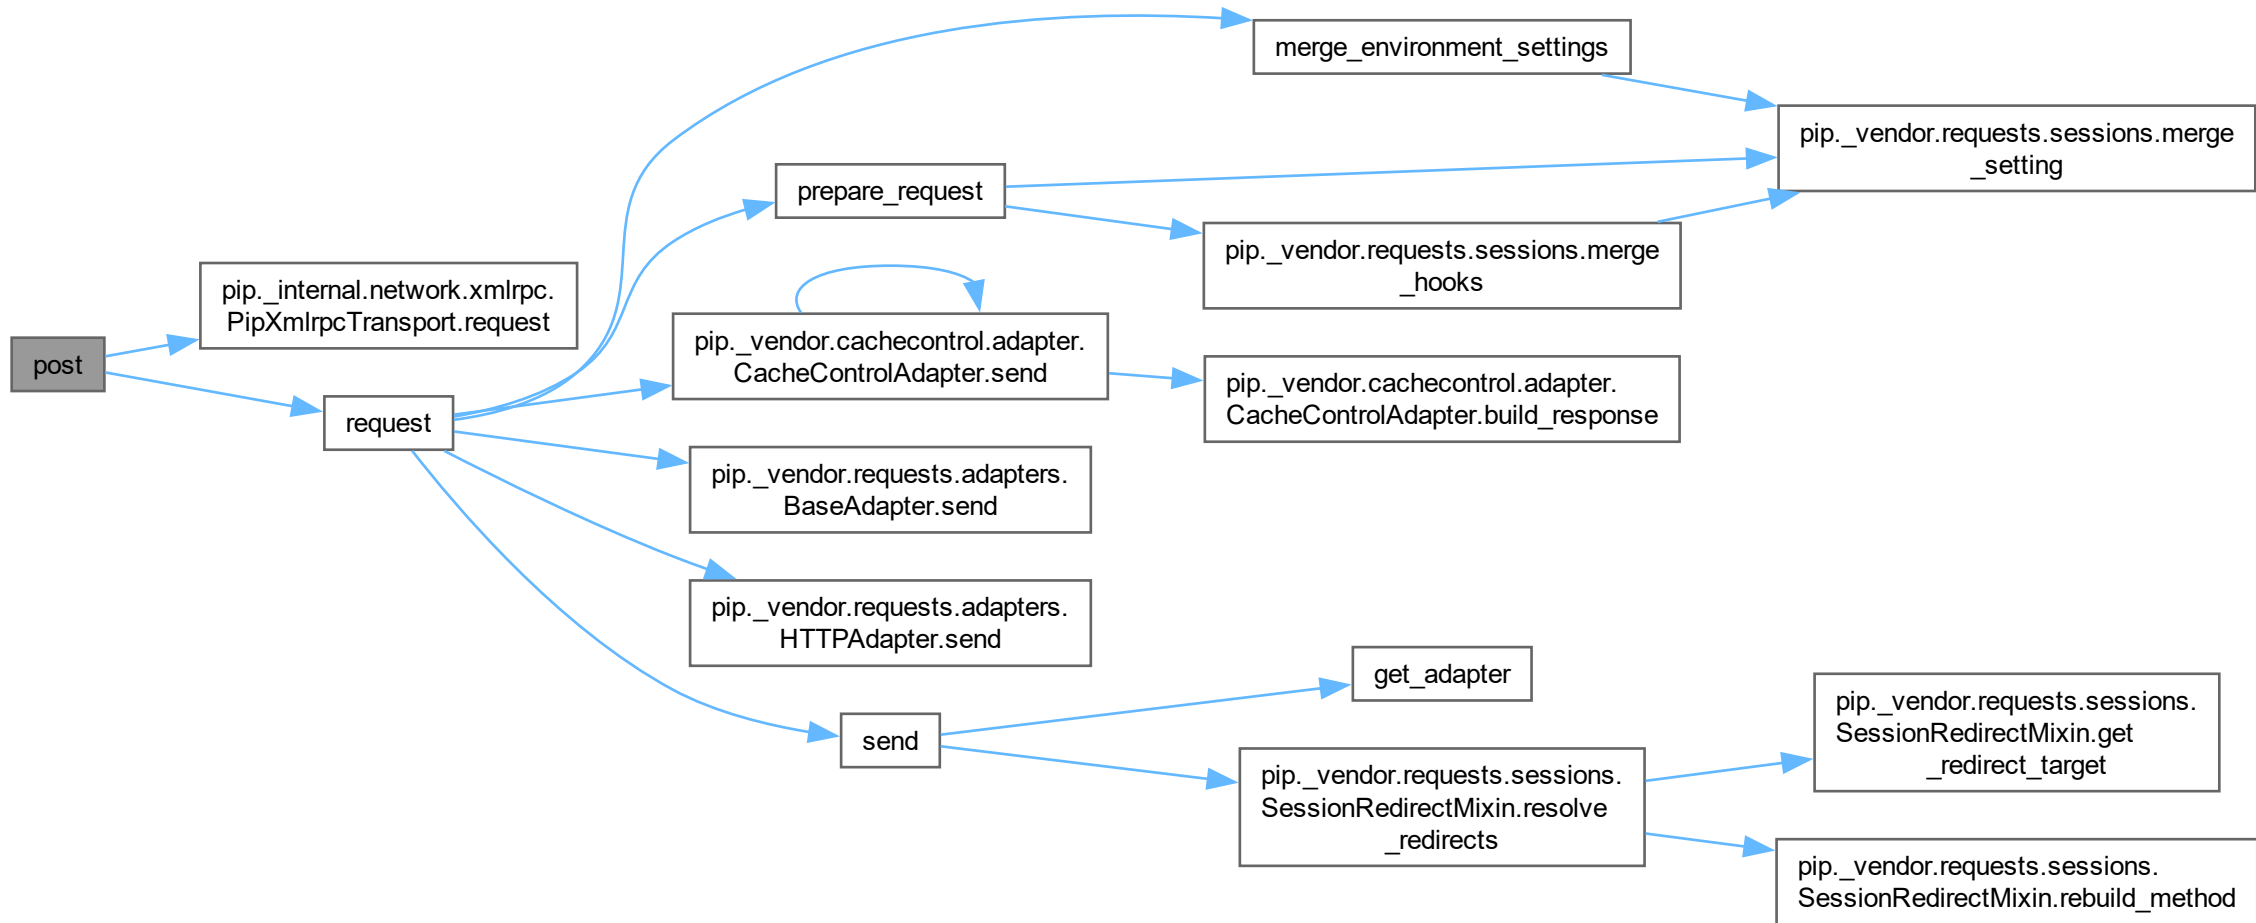 merge_environment_settings
pip._vendor.requests.sessions.merge
_setting
prepare_request
pip._vendor.requests.sessions.merge
_hooks
pip._internal.network.xmlrpc.
PipXmlrpcTransport.request
post
request
pip._vendor.cachecontrol.adapter.
CacheControlAdapter.send
pip._vendor.cachecontrol.adapter.
CacheControlAdapter.build_response
pip._vendor.requests.adapters.
BaseAdapter.send
pip._vendor.requests.adapters.
HTTPAdapter.send
send
get_adapter
pip._vendor.requests.sessions.
SessionRedirectMixin.resolve
_redirects
pip._vendor.requests.sessions.
SessionRedirectMixin.get
_redirect_target
pip._vendor.requests.sessions.
SessionRedirectMixin.rebuild_method